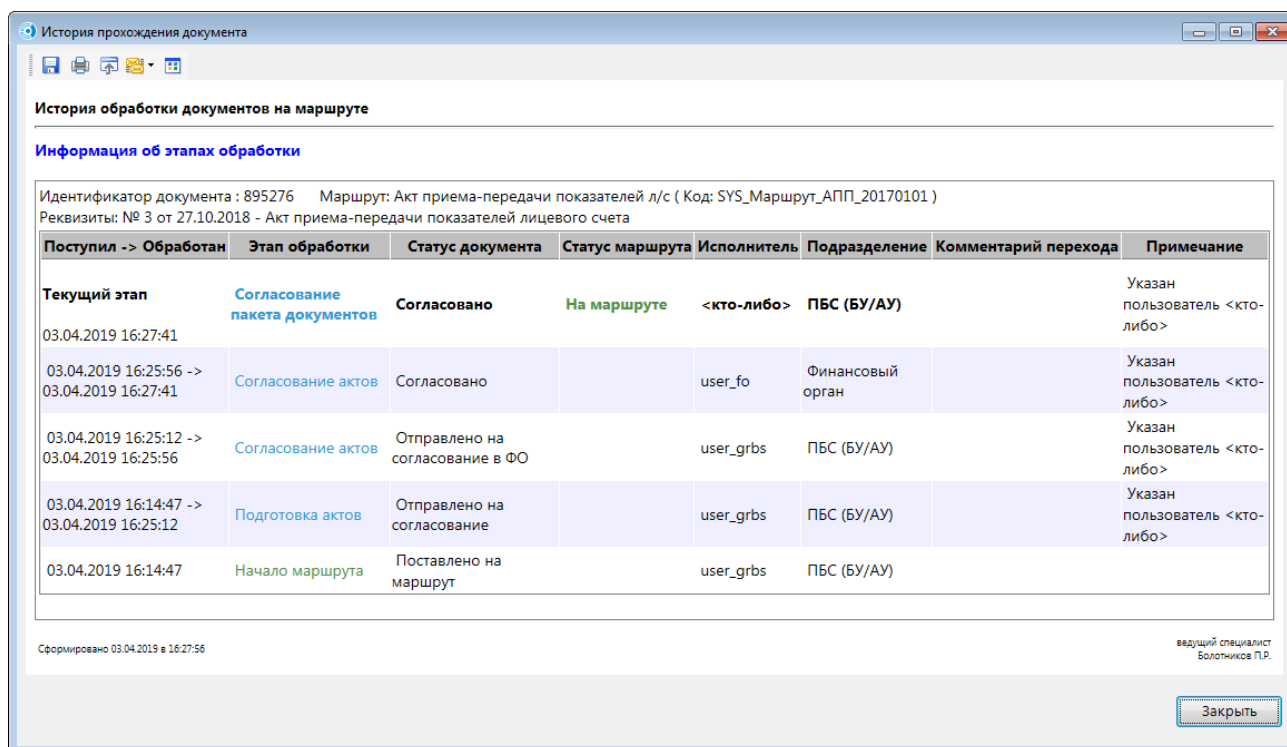 История прохождения документа
История обработки документов на маршруте
Информация об этапах обработки
Идентификатор документа : 895276 Маршрут: Акт приема-передачи показателей л/с ( Код: SYS_Маршрут_АПП_20170101 )
Реквизиты: № 3 от 27.10.2018 - Акт приема-передачи показателей лицевого счета
Поступил -> Обработан Этап обработки Статус документа Статус маршрута Исполнитель Подразделение Комментарий перехода Примечание
Текущий этап
03.04.2019 16:27:41
Согласование
пакета документов
Согласовано
На маршруте
<кто-либо>
ПБС (БУ/АУ)
Указан
пользователь <кто-
либо>
03.04.2019 16:25:56 ->
03.04.2019 16:27:41
Согласование актов
Согласовано
user_fo
Финансовый
орган
Указан
пользователь <кто-
либо>
03.04.2019 16:25:12 ->
03.04.2019 16:25:56
Согласование актов
Отправлено на
согласование в ФО
user_grbs
ПБС (БУ/АУ)
Указан
пользователь <кто-
либо>
03.04.2019 16:14:47 ->
03.04.2019 16:25:12
Подготовка актов
Отправлено на
согласование
user_grbs
ПБС (БУ/АУ)
Указан
пользователь <кто-
либо>
03.04.2019 16:14:47
Начало маршрута
Поставлено на
маршрут
user_grbs
ПБС (БУ/АУ)
Сформировано 03.04.2019 в 16:27:56
ведущий специалист
Болотников П.Р.
Закрыть